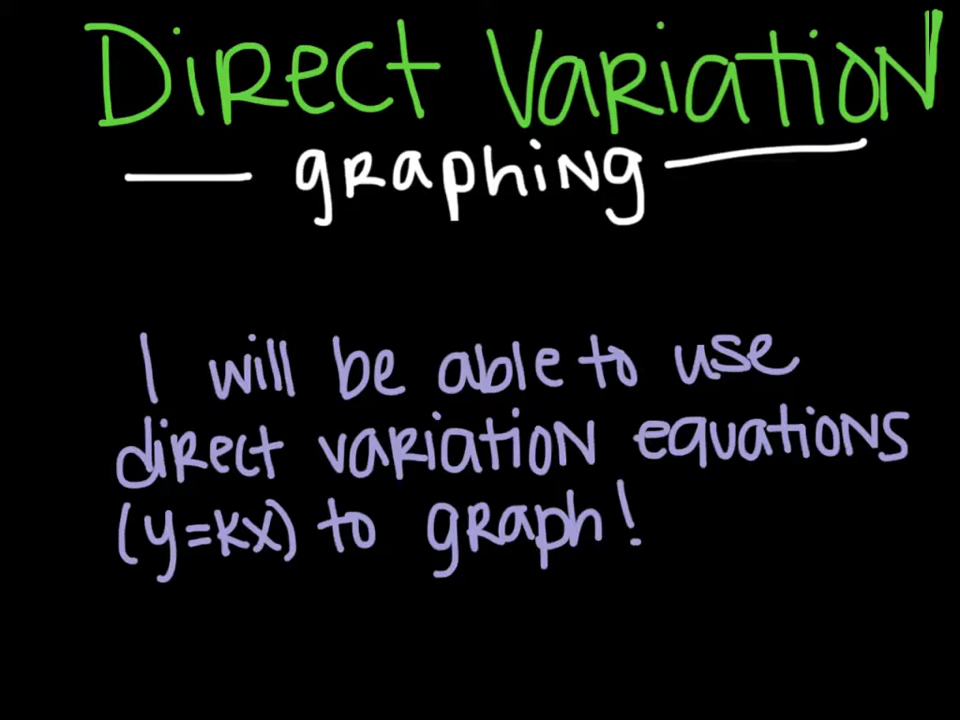 Direct Variation
graphing
I will be able to use
direct variation equations
(y=kx) to graph!